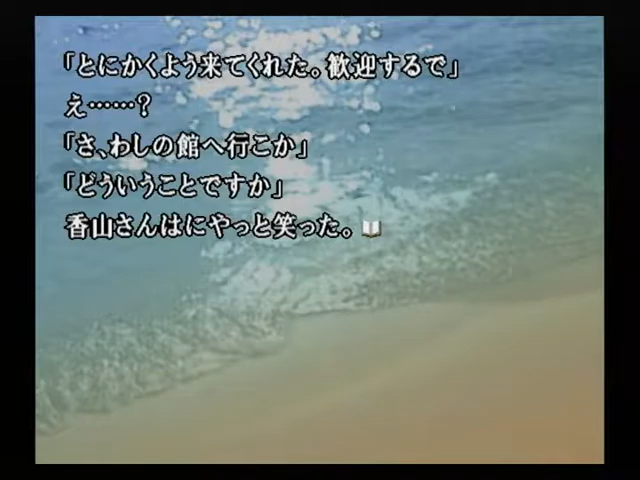 「とにかくよう来てくれた。歓迎するで」
え……？
「さ、わしの館へ行こか」
「どういうことですか」
香山さんはにやっと笑った。